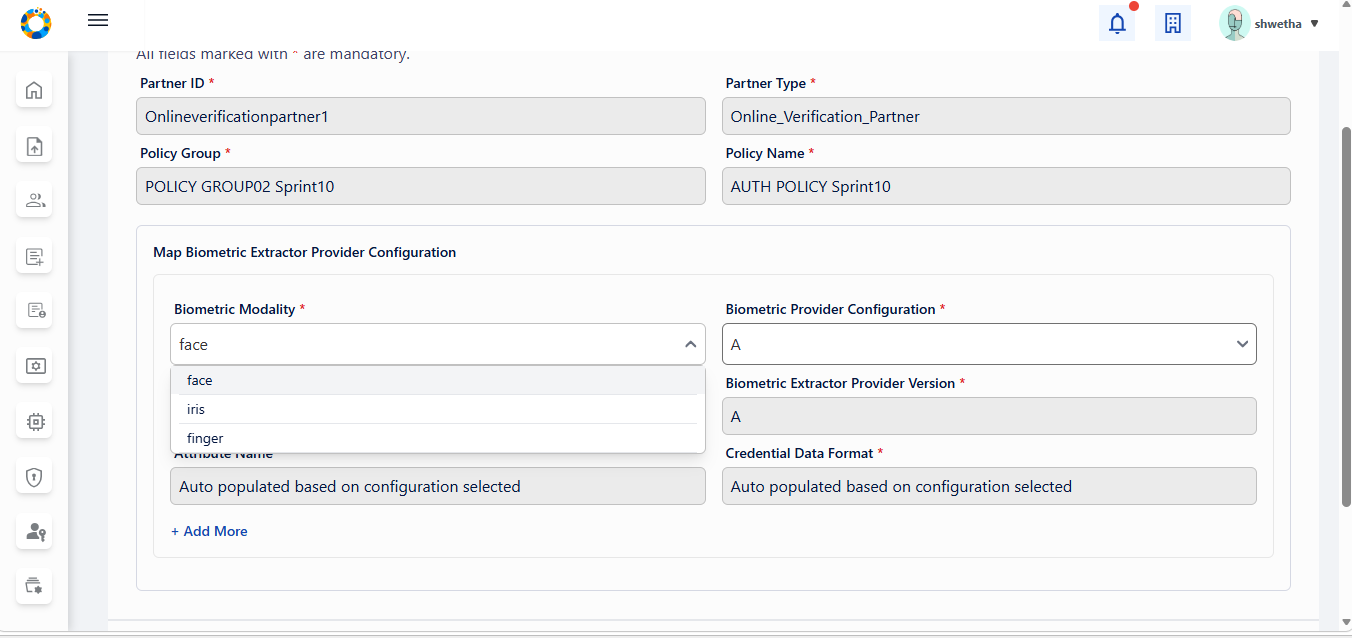 shwetha
All fields marked with * are mandatory.
Partner ID *
Partner Type *
Onlineverificationpartner1
Online_Verification_Partner
Policy Group *
Policy Name *
POLICY GROUP02 Sprint10
AUTH POLICY Sprint10
Map Biometric Extractor Provider Configuration
Biometric Modality *
Biometric Provider Configuration *
face
A
face
iris
finger
Biometric Extractor Provider Version *
A
Attribute Name
Credential Data Format *
Auto populated based on configuration selected
Auto populated based on configuration selected
+ Add More